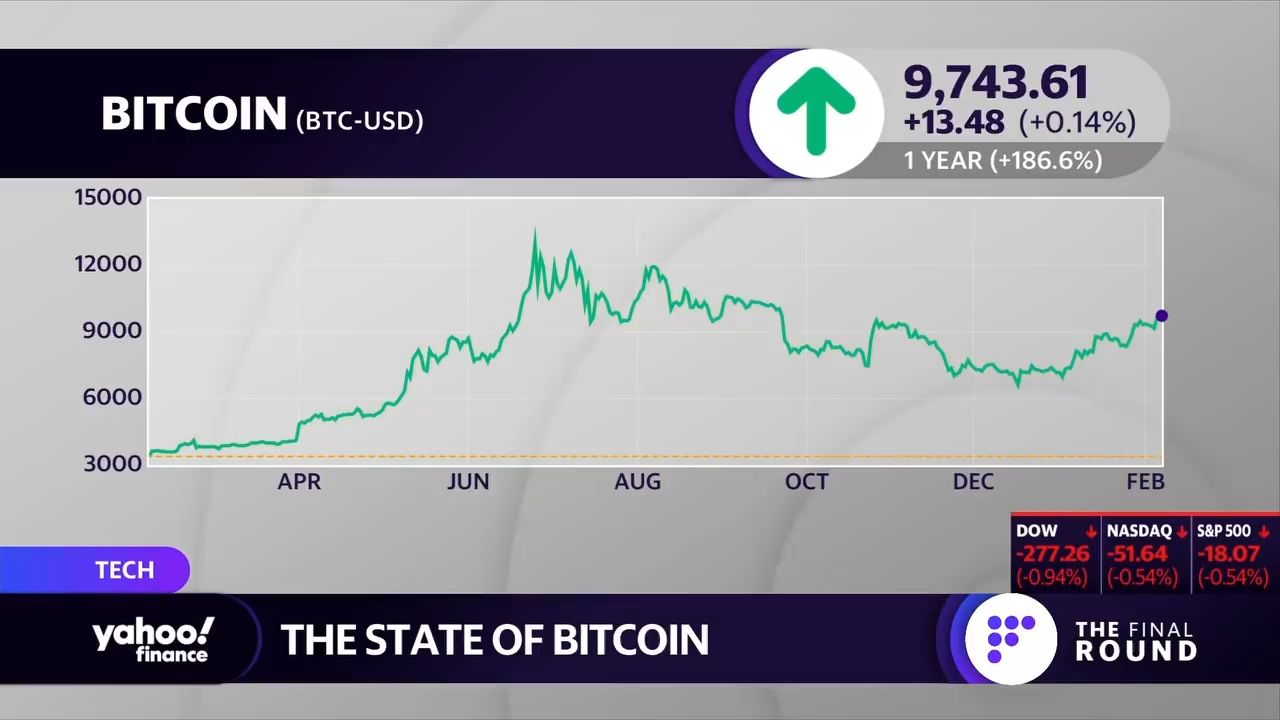 BITCOIN (BTC-USD)
9,743.61
+13.48 (+0.14%)
1 YEAR (+186.6%)
15000
12000
9000
6000
3000
APR JUN AUG OCT DEC FEB
DOW NASDAQ S&P 500
-277.26 -51.64 -18.07
(-0.94%) (-0.54%) (-0.54%)
TECH
yahoo!
finance
THE STATE OF BITCOIN
THE FINAL
ROUND